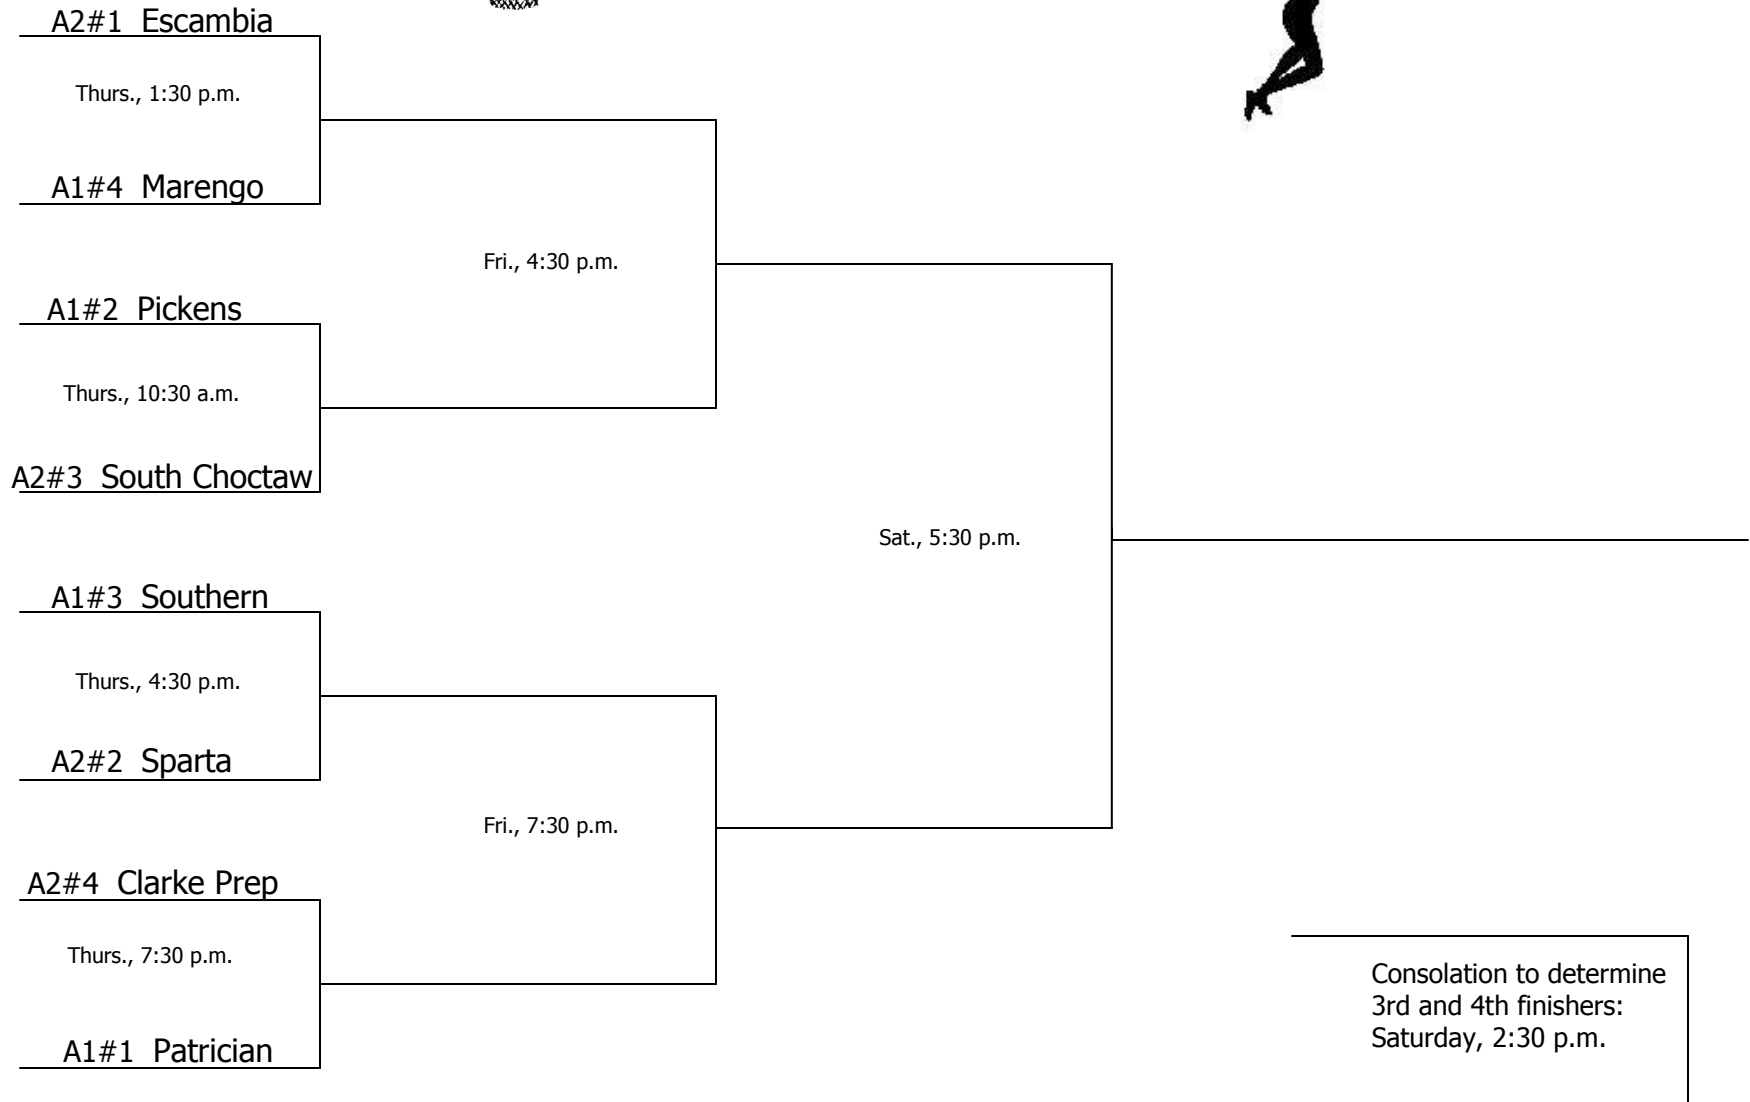 A2#1 Escambia
Thurs., 1:30 p.m.
A1#4 Marengo
Fri., 4:30 p.m.
A1#2 Pickens
Thurs., 10:30 a.m.
A2#3 South Choctaw
Sat., 5:30 p.m.
A1#3 Southern
Thurs., 4:30 p.m.
A2#2 Sparta
Fri., 7:30 p.m.
A2#4 Clarke Prep
Thurs., 7:30 p.m.
A1#1 Patrician
Consolation to determine
3rd and 4th finishers:
Saturday, 2:30 p.m.